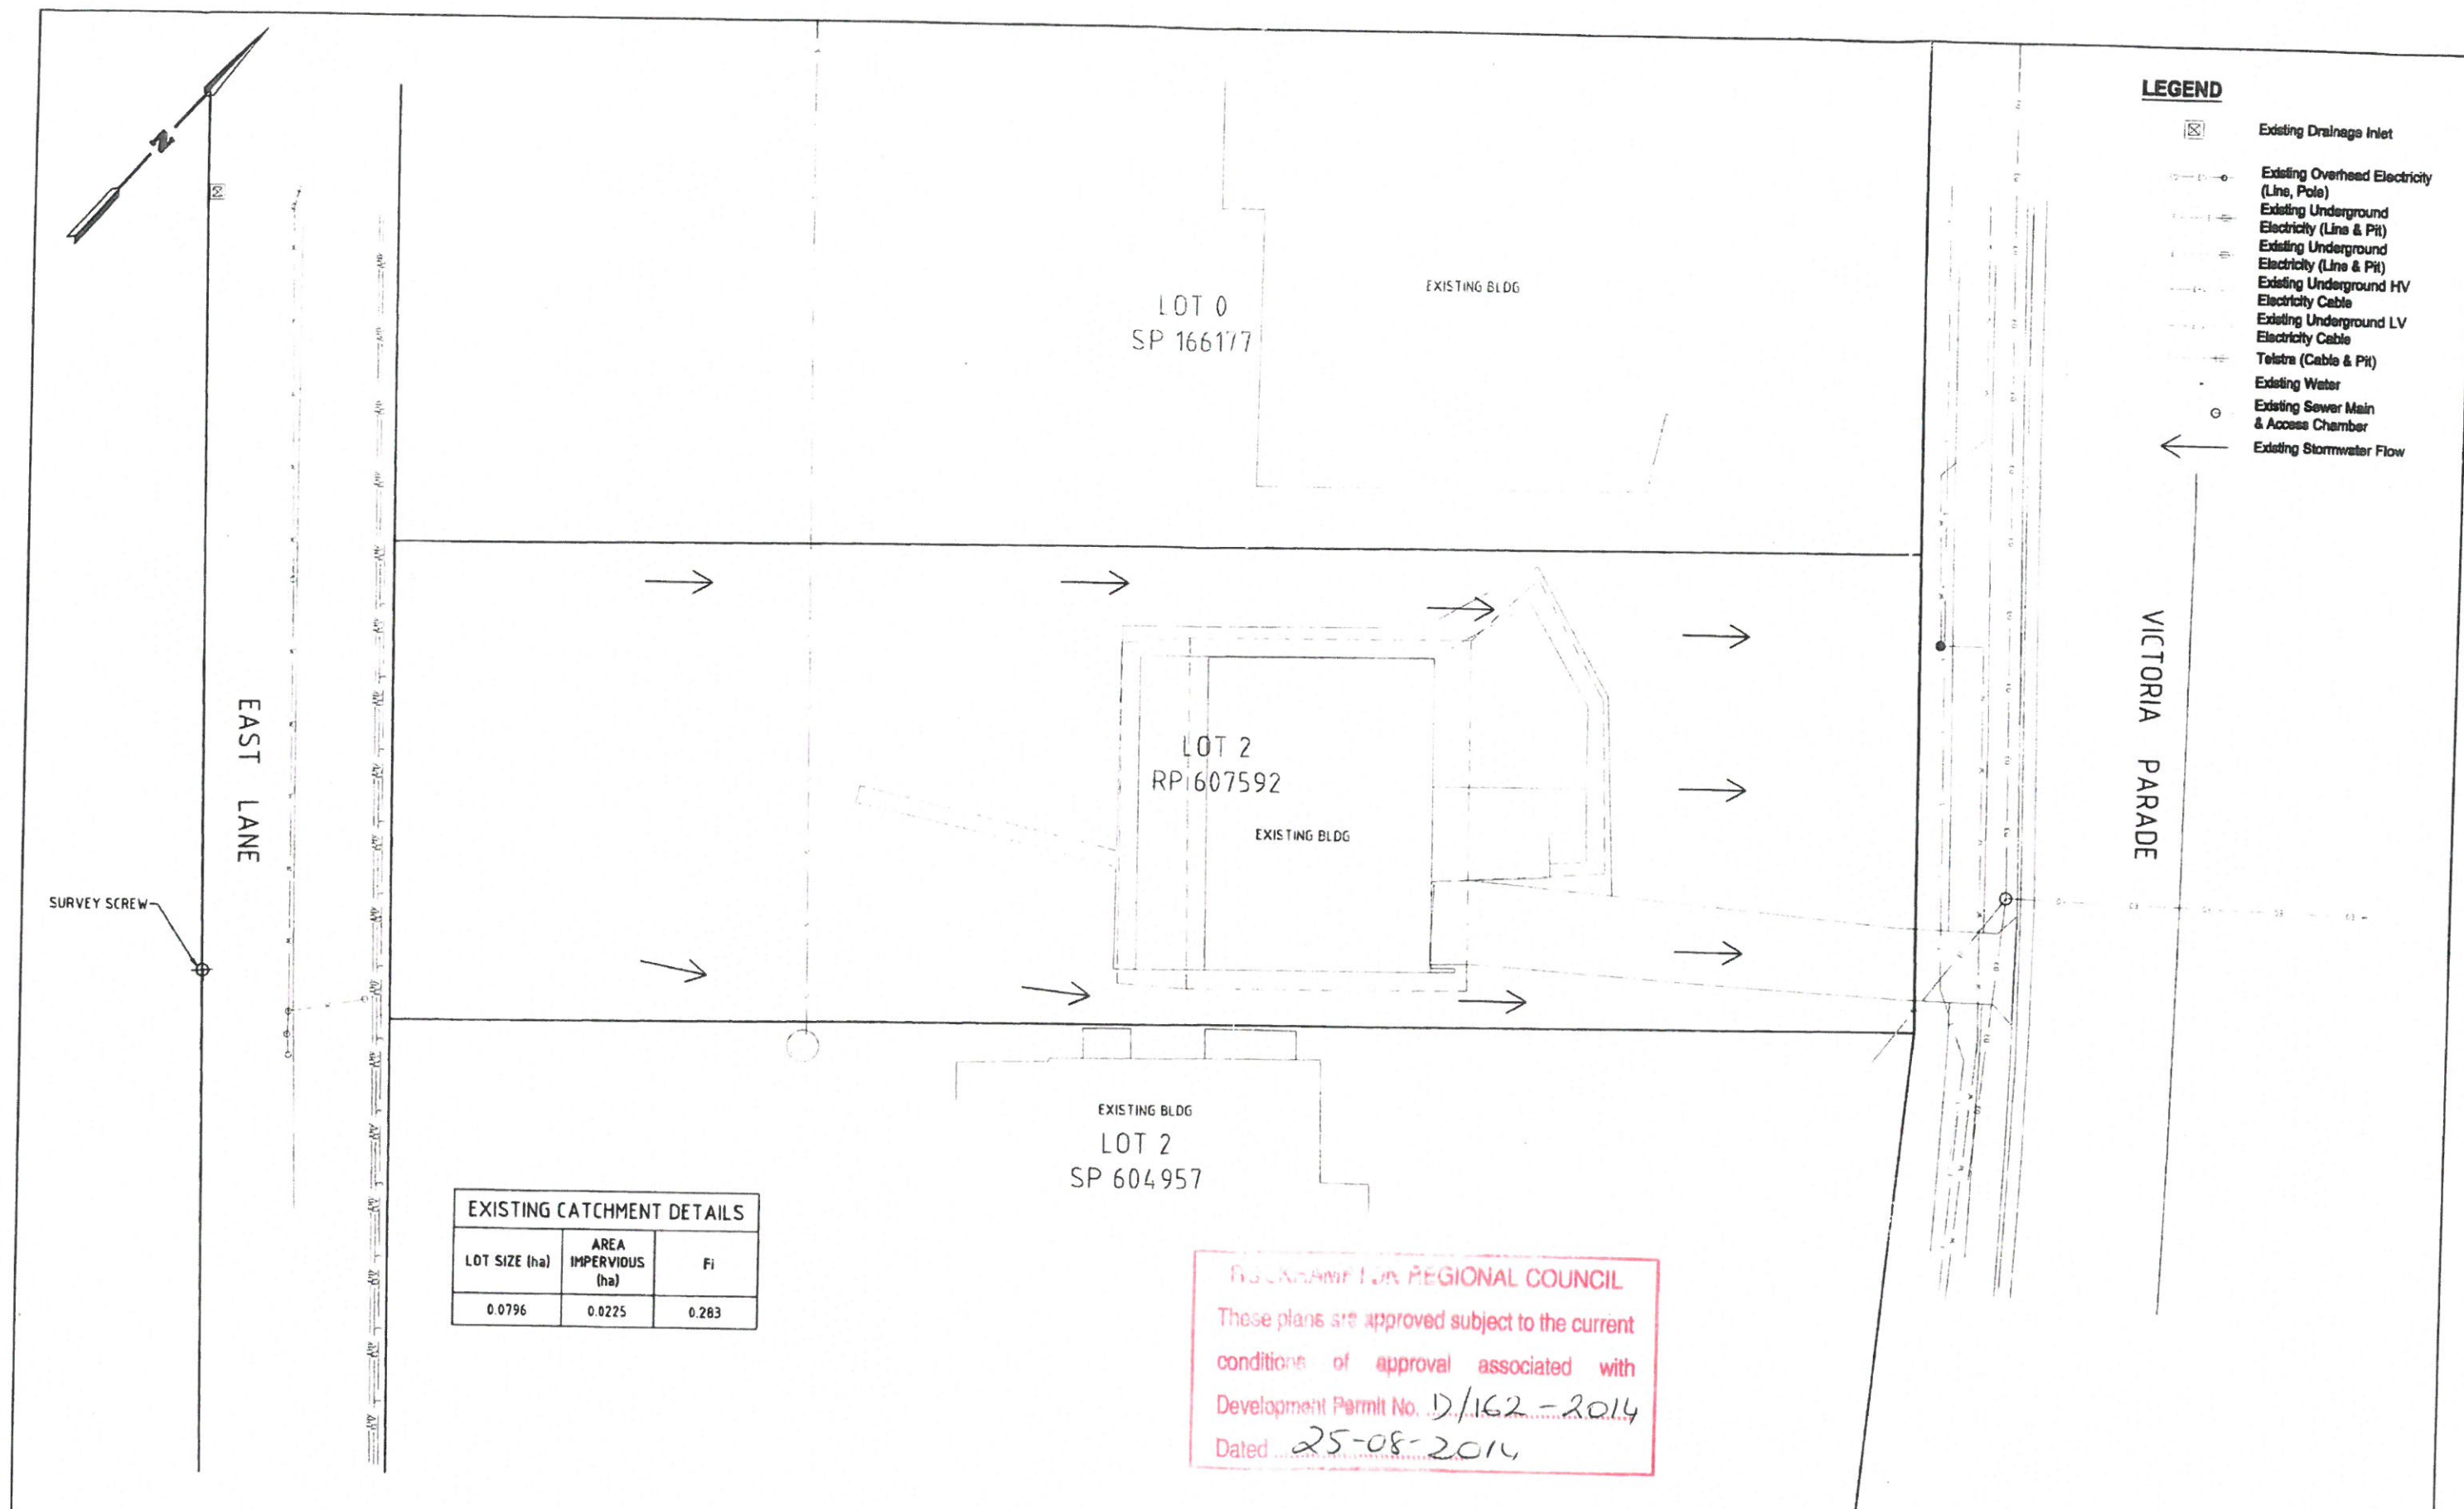 N
LEGEND
Existing Drainage Inlet
Existing Overhead Electricity
(Line, Pole)
Existing Underground
Electricity (Line & Pit)
Existing Underground
Electricity (Line & Pit)
Existing Underground HV
Electricity Cable
Existing Underground LV
Electricity Cable
Telstra (Cable & Pit)
Existing Water
Existing Sewer Main
& Access Chamber
Existing Stormwater Flow
LOT 0
SP 166177
EXISTING BLDG
EAST LANE
VICTORIA PARADE
LOT 2
RP 607592
EXISTING BLDG
SURVEY SCREW
EXISTING BLDG
LOT 2
SP 604957
EXISTING CATCHMENT DETAILS
LOT SIZE (ha)
AREA
IMPERVIOUS
(ha)
Fi
0.0796 0.0225 0.283
ROCKHAMPTON REGIONAL COUNCIL
These plans are approved subject to the current
conditions of approval associated with
Development Permit No. D/162-2014
Dated 25-08-2014